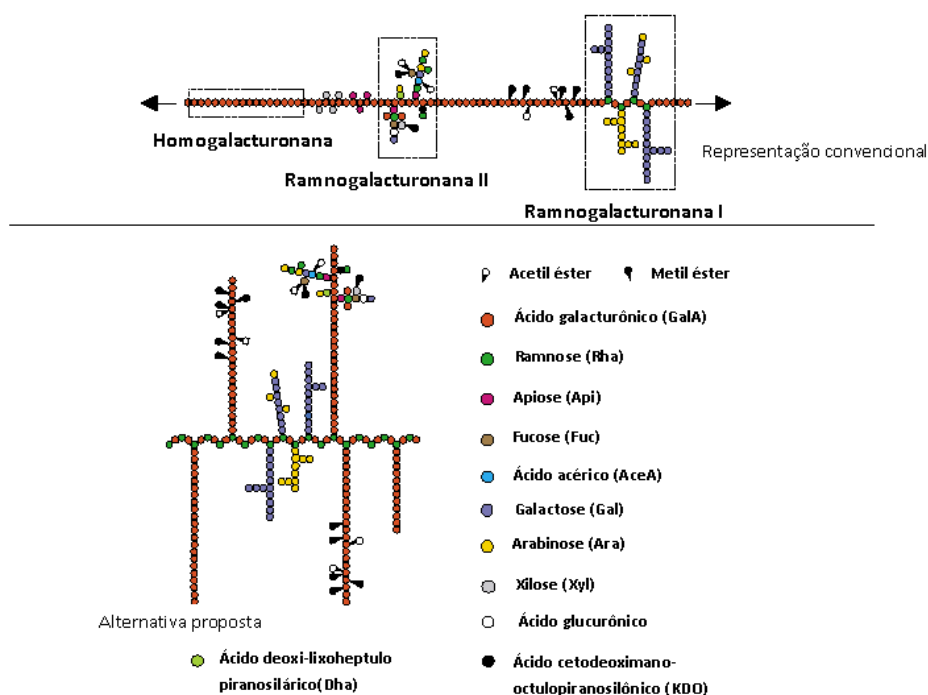 Homogalacturonana
Ramnogalacturonana II
Representação convencional
Ramnogalacturonana I
Acetil éster
Metil éster
Ácido galacturônico (GalA)
Ramnose (Rha)
Apiose (Api)
Fucose (Fuc)
Ácido acérico (AceA)
Galactose (Gal)
Arabinose (Ara)
Xilose (Xyl)
Ácido glucurônico
Alternativa proposta
Ácido deoxi-lixoheptulo
piranosilárico(Dha)
Ácido cetodeoximano-
octulopiranosilônico (KDO)